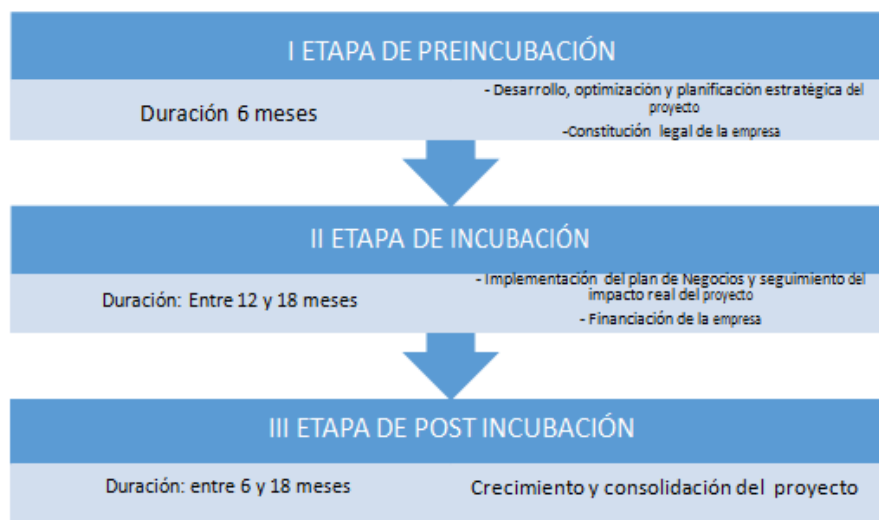 I ETAPA DE PREINCUBACIÓN
Duración 6 meses
- Desarrollo, optimización y planificación estratégica del
proyecto
-Constitución legal de la empresa
II ETAPA DE INCUBACIÓN
Duración: Entre 12 y 18 meses
- Implementación del plan de Negocios y seguimiento del
impacto real del proyecto
- Financiación de la empresa
III ETAPA DE POST INCUBACIÓN
Duración: entre 6 y 18 meses
Crecimiento y consolidación del proyecto